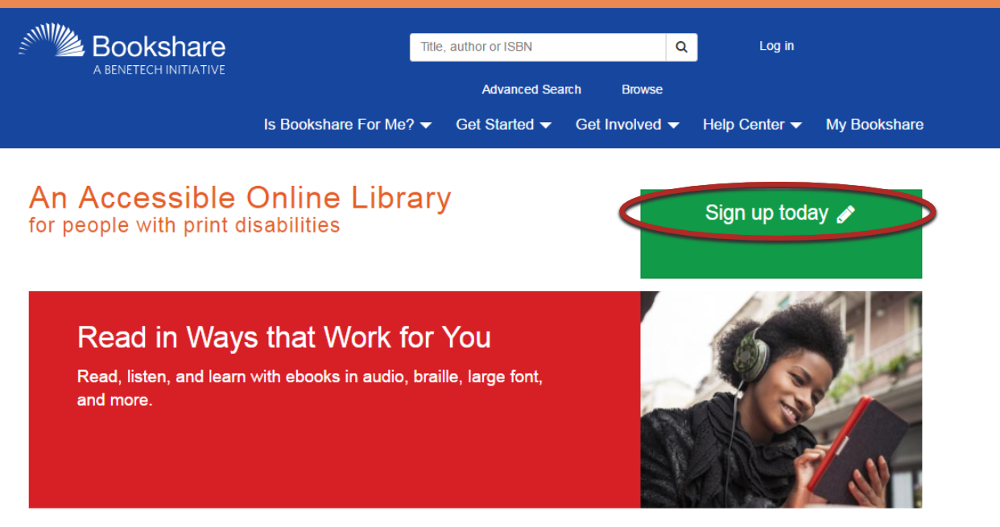 Bookshare
A BENETECH INITIATIVE
Title, author or ISBN
Log in
Advanced Search
Browse
Is Bookshare For Me?
Get Started
Get Involved
Help Center
My Bookshare
An Accessible Online Library
for people with print disabilities
Sign up today
Read in Ways that Work for You
Read, listen, and learn with ebooks in audio, braille, large font,
and more.